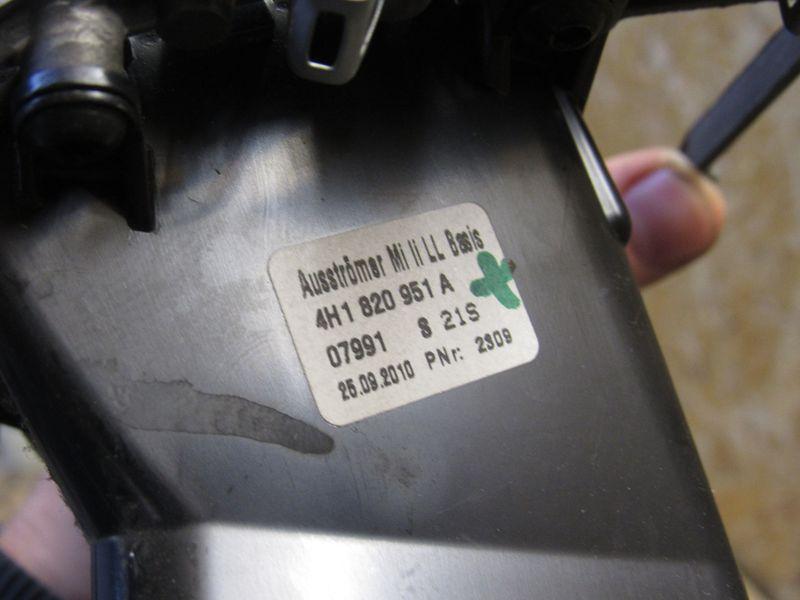 Ausströmer Mi li LL Basis
4H1 820 951 A
07991 S 21S
25.09.2010 PNr: 2309